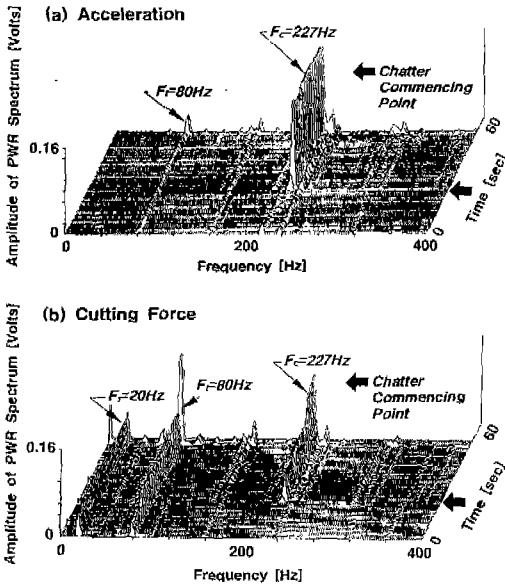 (a) Acceleration
Fc=227Hz
Ff=80Hz
Chatter
Commencing
Point
Amplitude of PWR Spectrum [Volts]
0.16
0
0
200
400
Frequency [Hz]
0
60
Time [sec]
(b) Cutting Force
Fr=20Hz
Ff=80Hz
Fc=227Hz
Chatter
Commencing
Point
Amplitude of PWR Spectrum [Volts]
0.16
0
0
200
400
Frequency [Hz]
0
60
Time [sec]